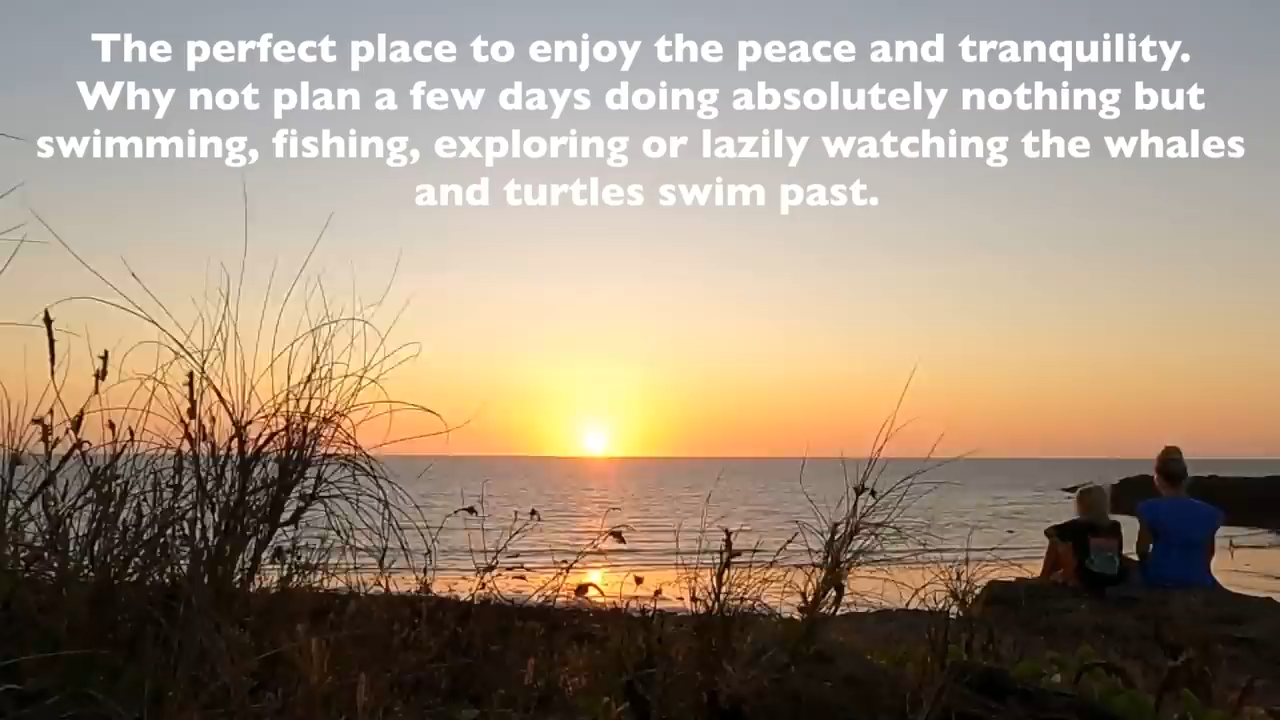 The perfect place to enjoy the peace and tranquility.
Why not plan a few days doing absolutely nothing but
swimming, fishing, exploring or lazily watching the whales
and turtles swim past.